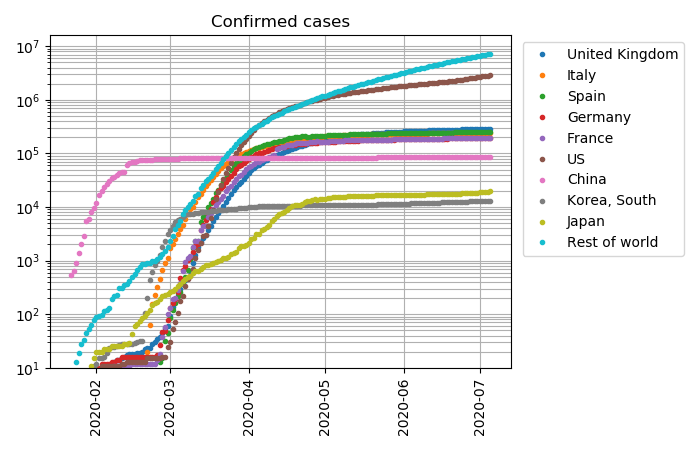 Confirmed cases
10^7
10^6
10^5
10^4
10^3
10^2
10^1
2020-02
2020-03
2020-04
2020-05
2020-06
2020-07
United Kingdom
Italy
Spain
Germany
France
US
China
Korea, South
Japan
Rest of world